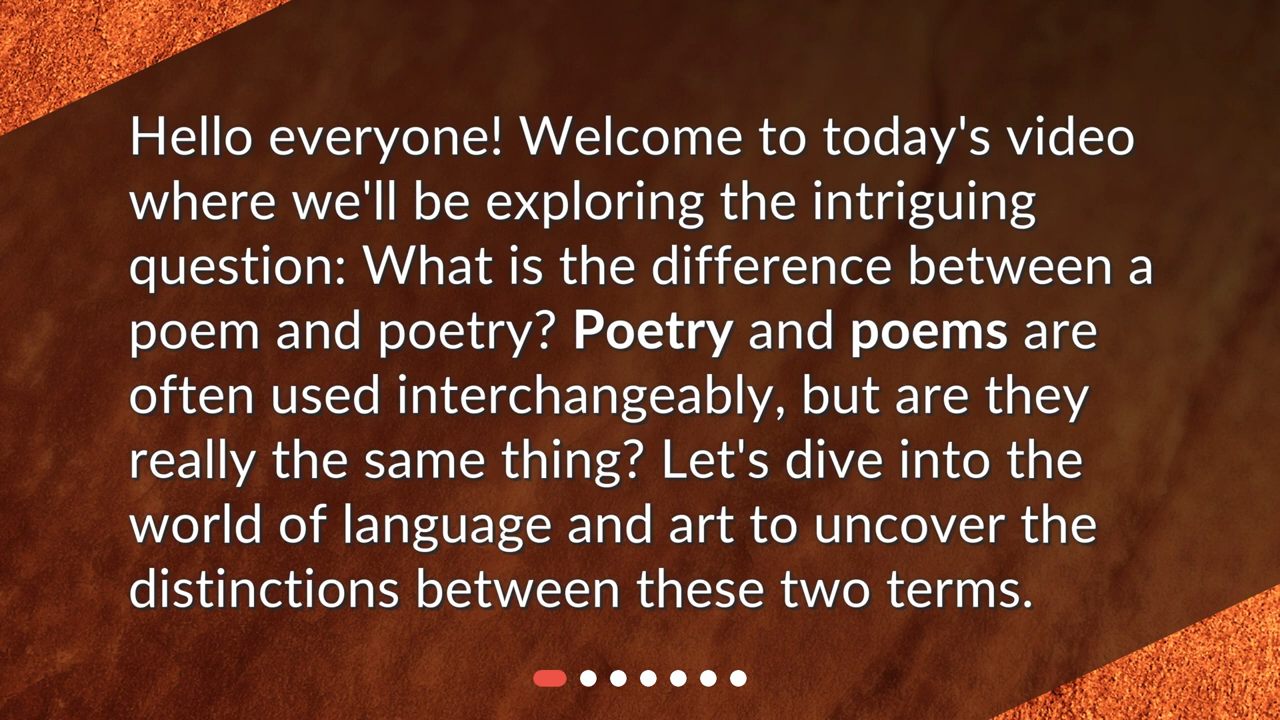 Hello everyone! Welcome to today's video
where we'll be exploring the intriguing
question: What is the difference between a
poem and poetry? Poetry and poems are
often used interchangeably, but are they
really the same thing? Let's dive into the
world of language and art to uncover the
distinctions between these two terms.